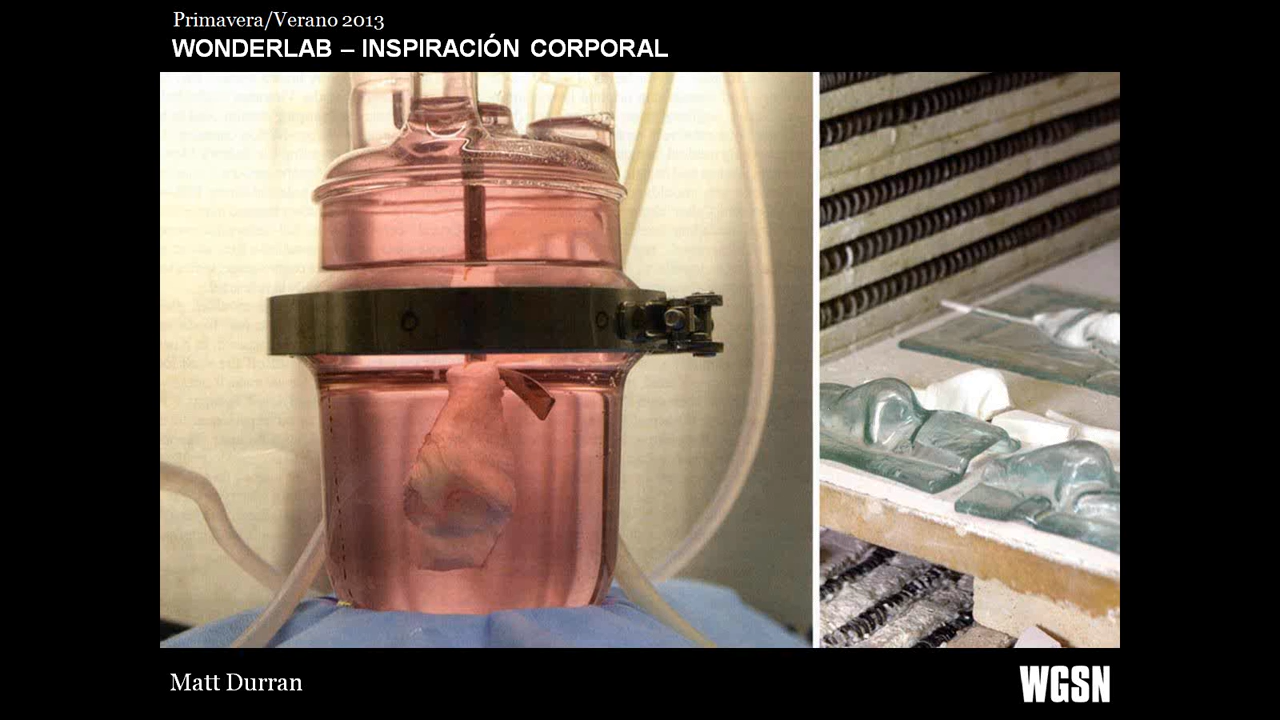 Primavera/Verano 2013
WONDERLAB – INSPIRACIÓN CORPORAL
Matt Durran
WGSN